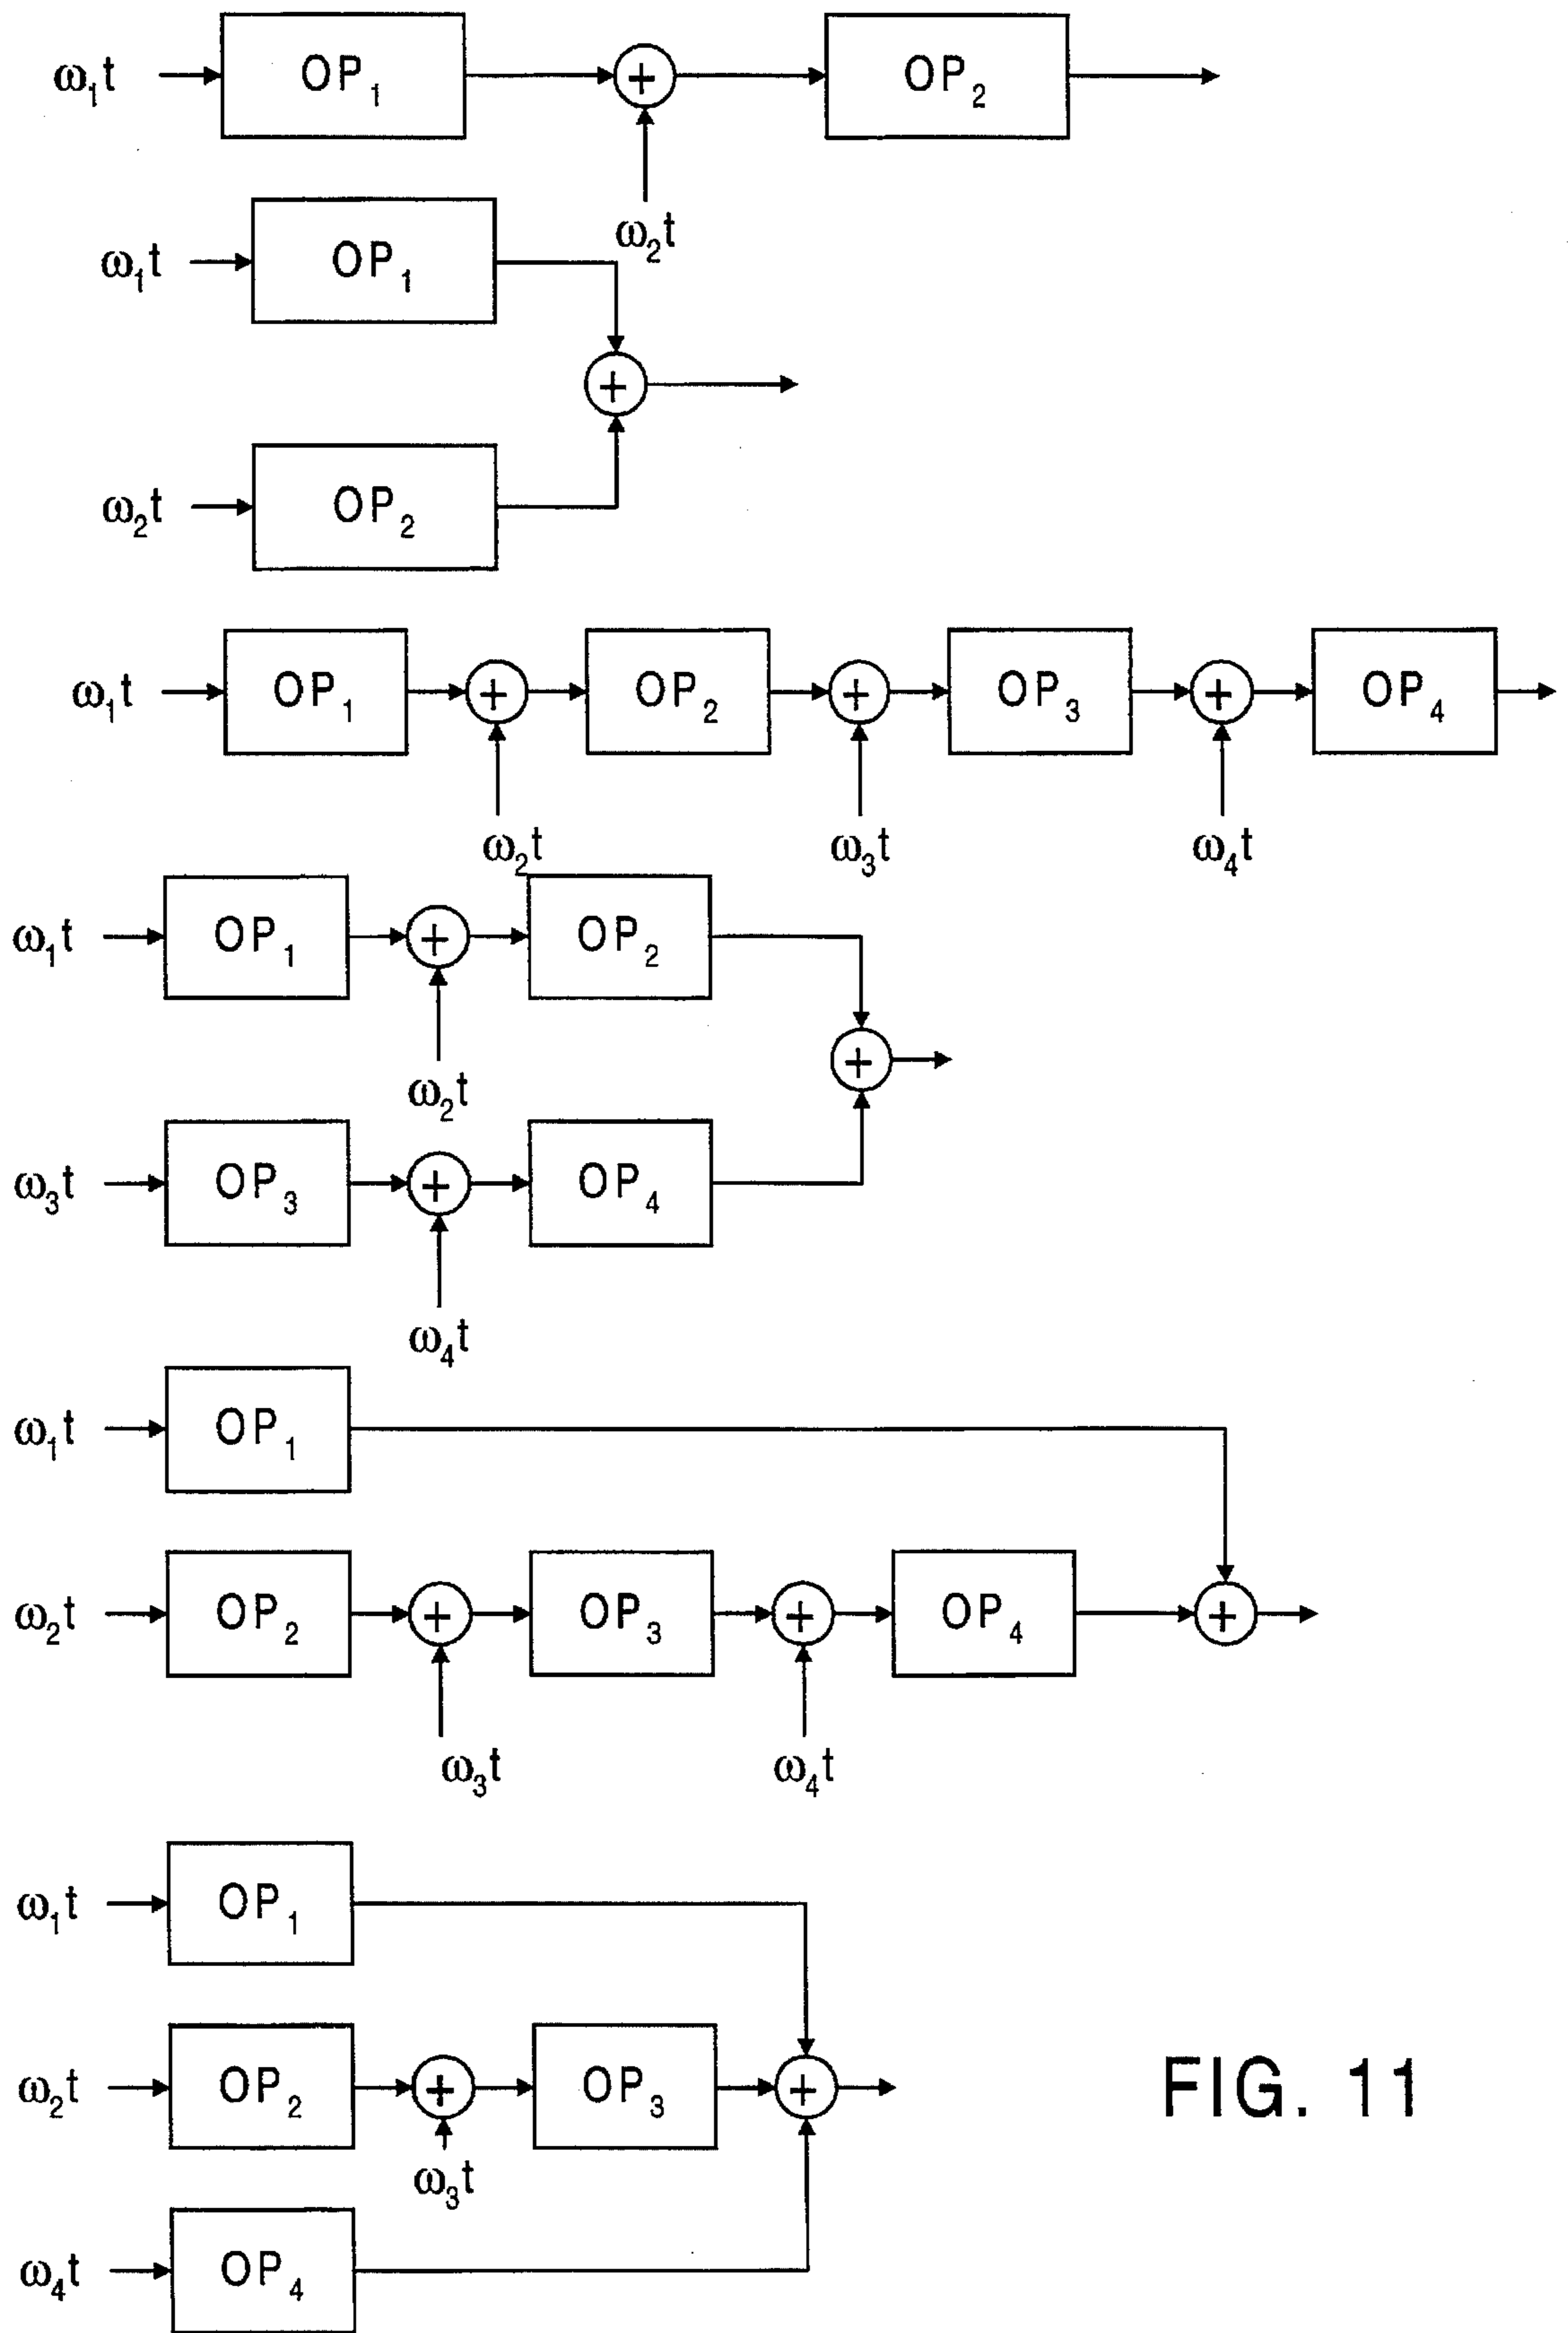 ω₁t OP₁ + OP₂
ω₂t
ω₁t OP₁
+
ω₂t OP₂
ω₁t OP₁ + OP₂ + OP₃ + OP₄
ω₂t ω₃t ω₄t
ω₁t OP₁ + OP₂
+
ω₂t
ω₃t OP₃ + OP₄
ω₄t
ω₁t OP₁
ω₂t OP₂ + OP₃ + OP₄ +
ω₃t ω₄t
ω₁t OP₁
ω₂t OP₂ + OP₃ +
ω₃t
ω₄t OP₄
FIG. 11